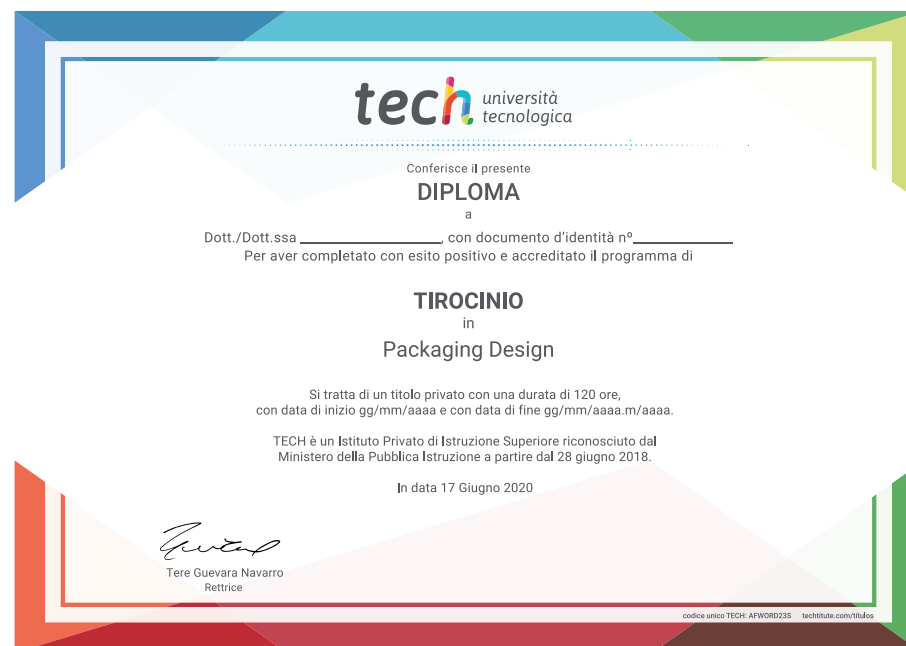 tech università
tecnologica
Conferisce il presente
DIPLOMA
a
Dott./Dott.ssa ____________________, con documento d'identità nº______________
Per aver completato con esito positivo e accreditato il programma di
TIROCINIO
in
Packaging Design
Si tratta di un titolo privato con una durata di 120 ore,
con data di inizio gg/mm/aaaa e con data di fine gg/mm/aaaa.m/aaaa.
TECH è un Istituto Privato di Istruzione Superiore riconosciuto dal
Ministero della Pubblica Istruzione a partire dal 28 giugno 2018.
In data 17 Giugno 2020
Tere Guevara Navarro
Rettrice
codice unico TECH: AFWORD23S techtitute.com/titulos